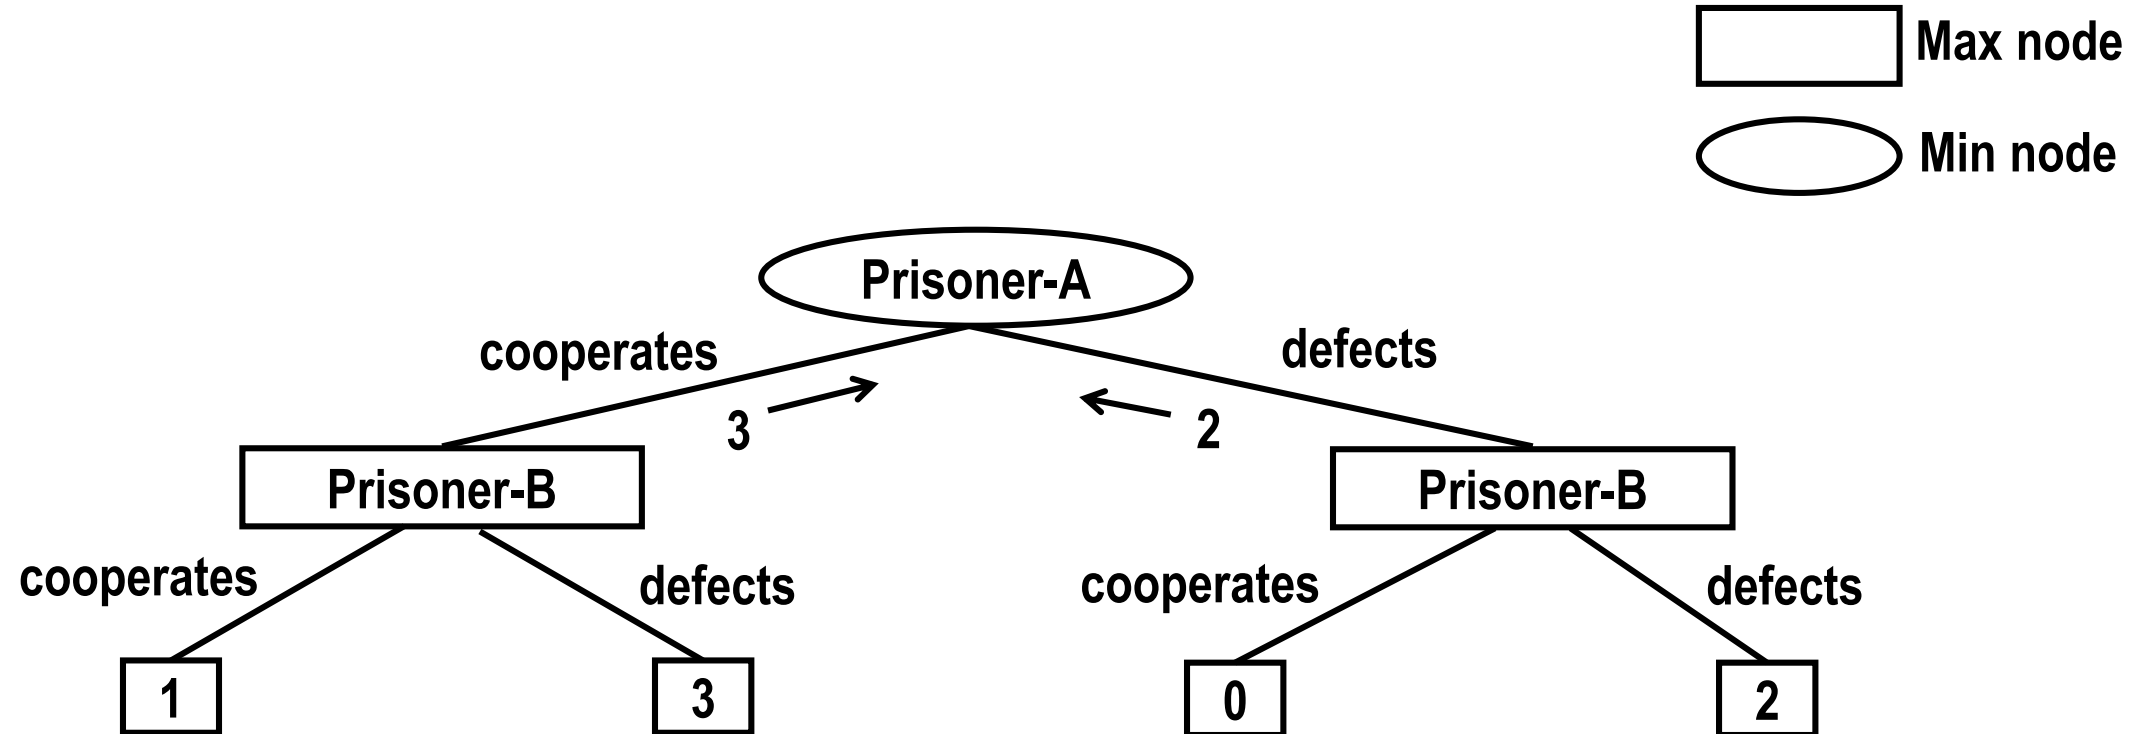 Max node
Min node
Prisoner-A
cooperates
defects
3
2
Prisoner-B
Prisoner-B
cooperates
defects
cooperates
defects
1
3
0
2